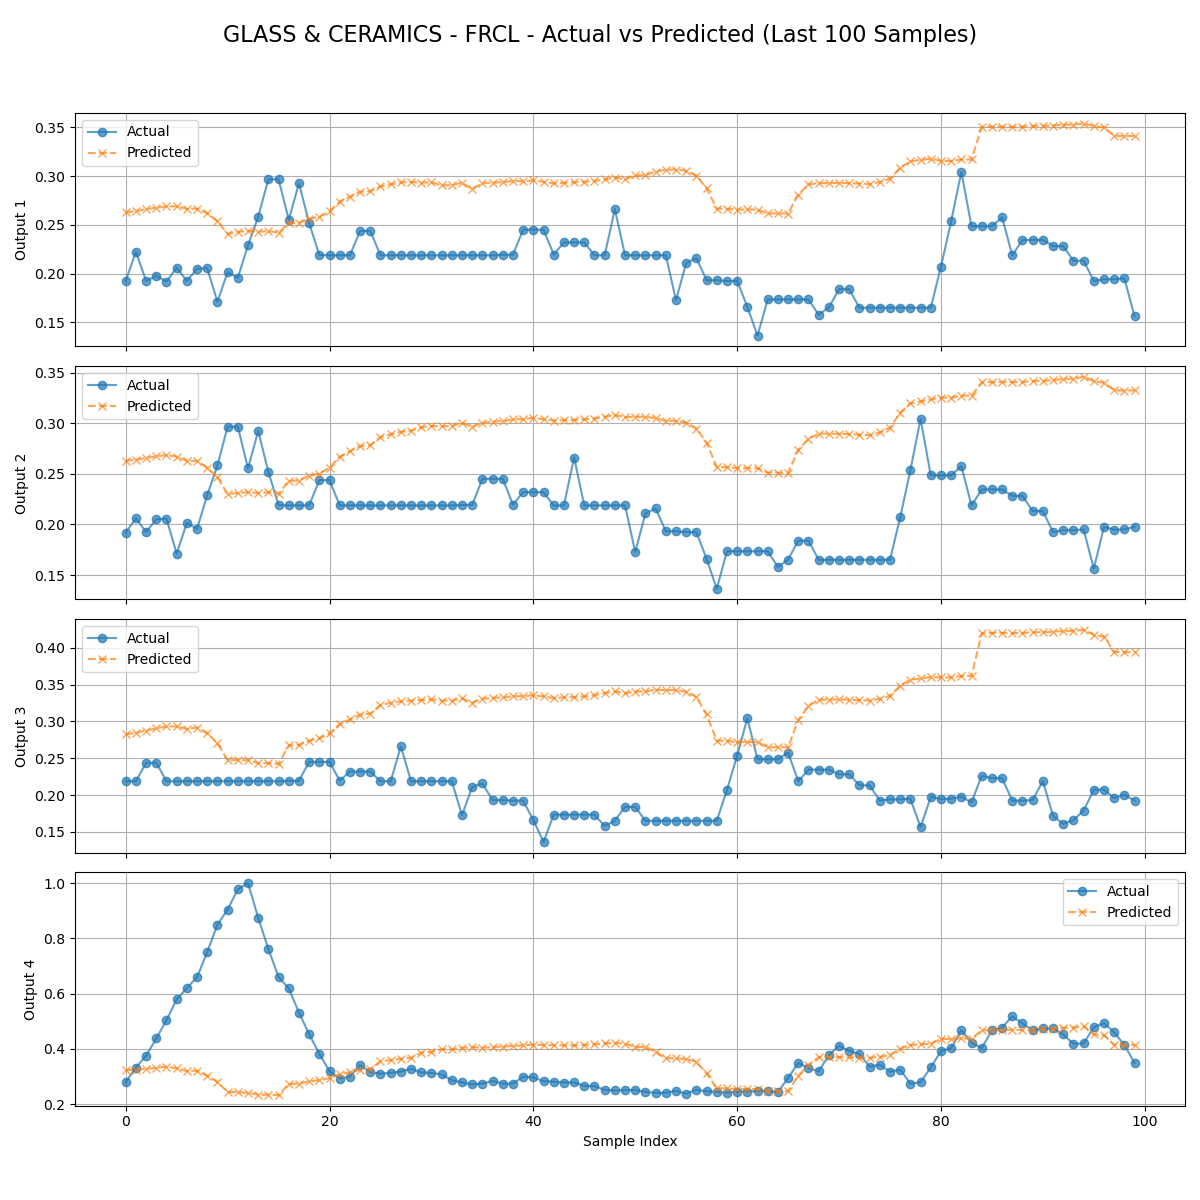 GLASS & CERAMICS - FRCL - Actual vs Predicted (Last 100 Samples)
Output 1
0.35
0.30
0.25
0.20
0.15
Actual
Predicted
Output 2
0.35
0.30
0.25
0.20
0.15
Actual
Predicted
Output 3
0.40
0.35
0.30
0.25
0.20
0.15
Actual
Predicted
Output 4
1.0
0.8
0.6
0.4
0.2
Actual
Predicted
0 20 40 60 80 100
Sample Index